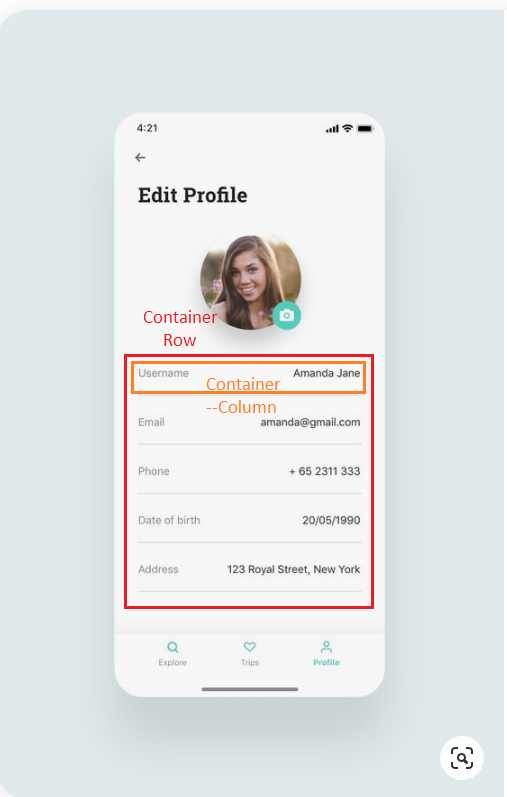 4:21
Edit Profile
Container
Row
Username Amanda Jane
Container
--Column
Email amanda@gmail.com
Phone + 65 2311 333
Date of birth 20/05/1990
Address 123 Royal Street, New York
Explore Trips Profile